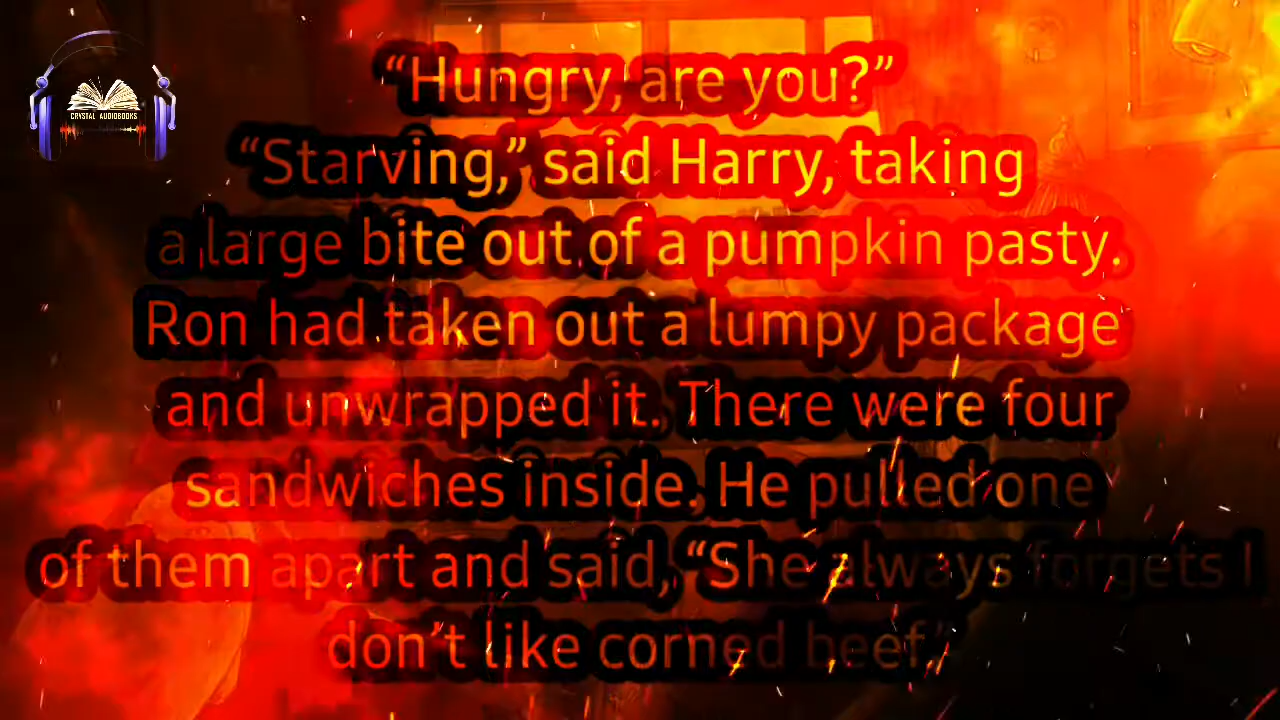 CRYSTAL AUDIOBOOKS
“Hungry, are you?”
“Starving,” said Harry, taking
a large bite out of a pumpkin pasty.
Ron had taken out a lumpy package
and unwrapped it. There were four
sandwiches inside. He pulled one
of them apart and said, “She always forgets I
don’t like corned beef.”